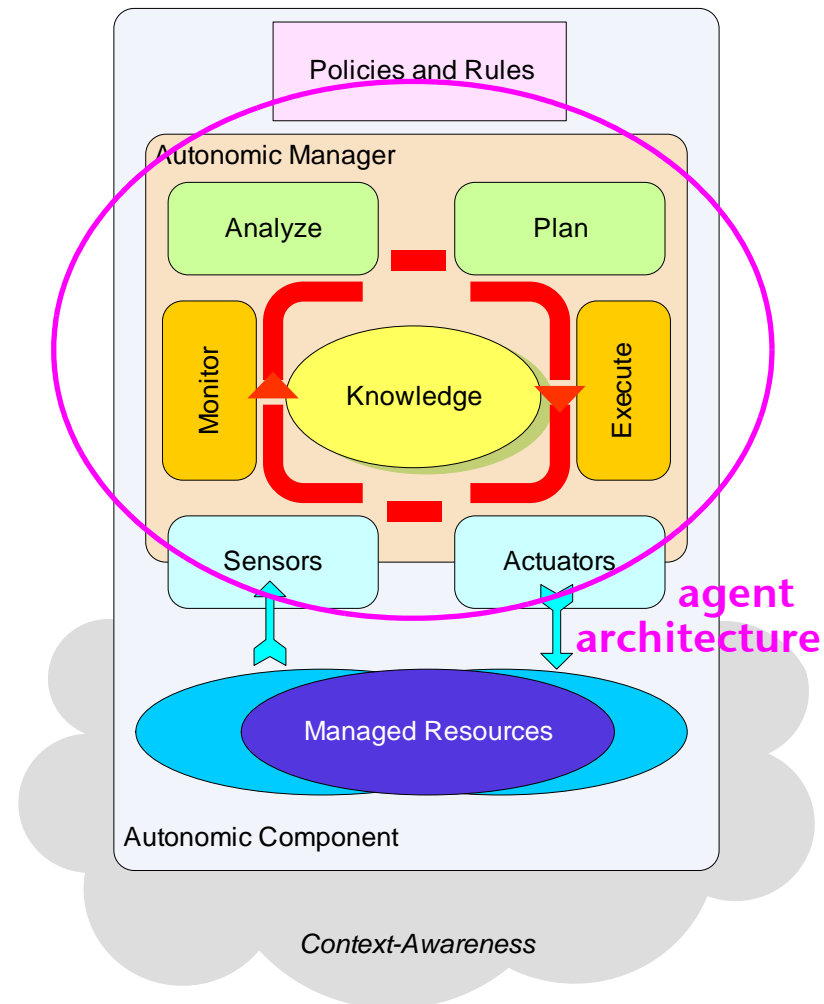 Policies and Rules
Autonomic Manager
Analyze
Plan
Monitor
Knowledge
Execute
Sensors
Actuators
agent
architecture
Managed Resources
Autonomic Component
Context-Awareness